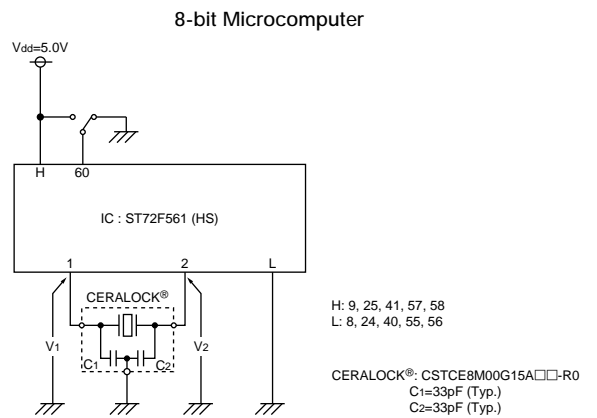 8-bit Microcomputer
Vdd=5.0V
H 60
IC : ST72F561 (HS)
1 2 L
CERALOCK®
V1 V2
C1 C2
H: 9, 25, 41, 57, 58
L: 8, 24, 40, 55, 56
CERALOCK®: CSTCE8M00G15A□□-R0
C1=33pF (Typ.)
C2=33pF (Typ.)